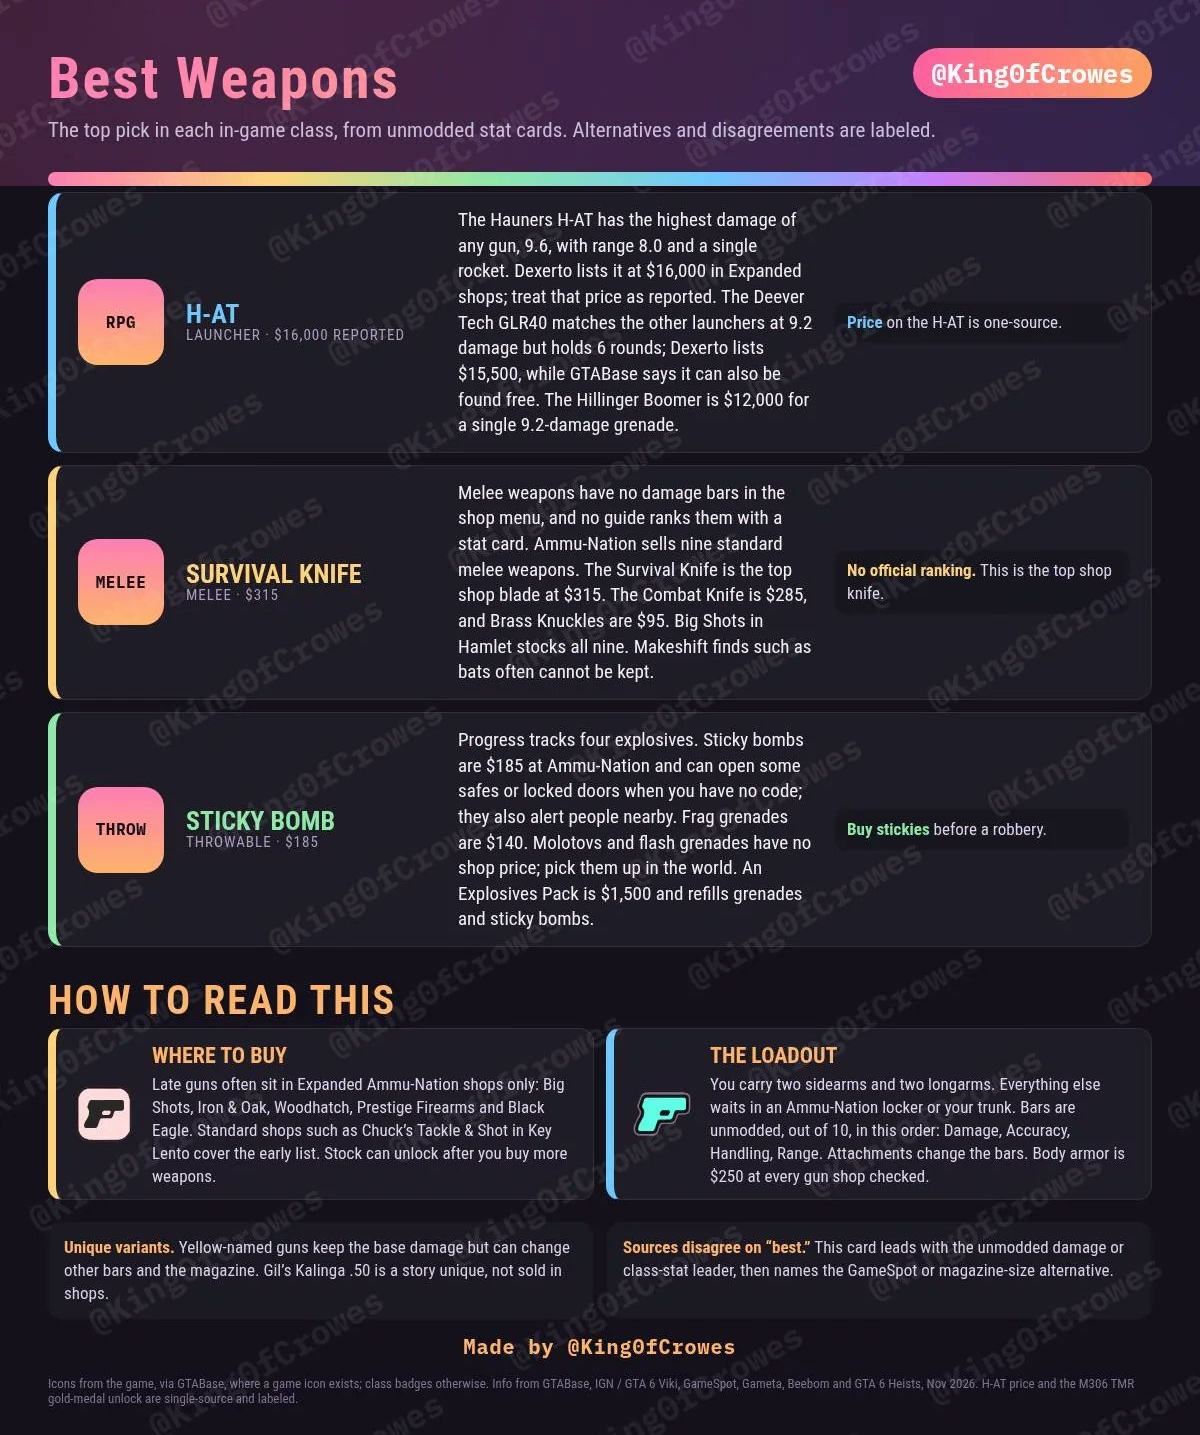 Best Weapons
@King0fCrowes
The top pick in each in-game class, from unmodded stat cards. Alternatives and disagreements are labeled.
RPG
H-AT
LAUNCHER · $16,000 REPORTED
The Hauners H-AT has the highest damage of
any gun, 9.6, with range 8.0 and a single
rocket. Dexerto lists it at $16,000 in Expanded
shops; treat that price as reported. The Deever
Tech GLR40 matches the other launchers at 9.2
damage but holds 6 rounds; Dexerto lists
$15,500, while GTABase says it can also be
found free. The Hillinger Boomer is $12,000 for
a single 9.2-damage grenade.
Price on the H-AT is one-source.
MELEE
SURVIVAL KNIFE
MELEE · $315
Melee weapons have no damage bars in the
shop menu, and no guide ranks them with a
stat card. Ammu-Nation sells nine standard
melee weapons. The Survival Knife is the top
shop blade at $315. The Combat Knife is $285,
and Brass Knuckles are $95. Big Shots in
Hamlet stocks all nine. Makeshift finds such as
bats often cannot be kept.
No official ranking. This is the top shop
knife.
THROW
STICKY BOMB
THROWABLE · $185
Progress tracks four explosives. Sticky bombs
are $185 at Ammu-Nation and can open some
safes or locked doors when you have no code;
they also alert people nearby. Frag grenades
are $140. Molotovs and flash grenades have no
shop price; pick them up in the world. An
Explosives Pack is $1,500 and refills grenades
and sticky bombs.
Buy stickies before a robbery.
HOW TO READ THIS
WHERE TO BUY
Late guns often sit in Expanded Ammu-Nation shops only: Big
Shots, Iron & Oak, Woodhatch, Prestige Firearms and Black
Eagle. Standard shops such as Chuck’s Tackle & Shot in Key
Lento cover the early list. Stock can unlock after you buy more
weapons.
THE LOADOUT
You carry two sidearms and two longarms. Everything else
waits in an Ammu-Nation locker or your trunk. Bars are
unmodded, out of 10, in this order: Damage, Accuracy,
Handling, Range. Attachments change the bars. Body armor is
$250 at every gun shop checked.
Unique variants. Yellow-named guns keep the base damage but can change
other bars and the magazine. Gil’s Kalinga .50 is a story unique, not sold in
shops.
Sources disagree on “best.” This card leads with the unmodded damage or
class-stat leader, then names the GameSpot or magazine-size alternative.
Made by @King0fCrowes
Icons from the game, via GTABase, where a game icon exists; class badges otherwise. Info from GTABase, IGN / GTA 6 Viki, GameSpot, Gameta, Beebom and GTA 6 Heists, Nov 2026. H-AT price and the M306 TMR
gold-medal unlock are single-source and labeled.